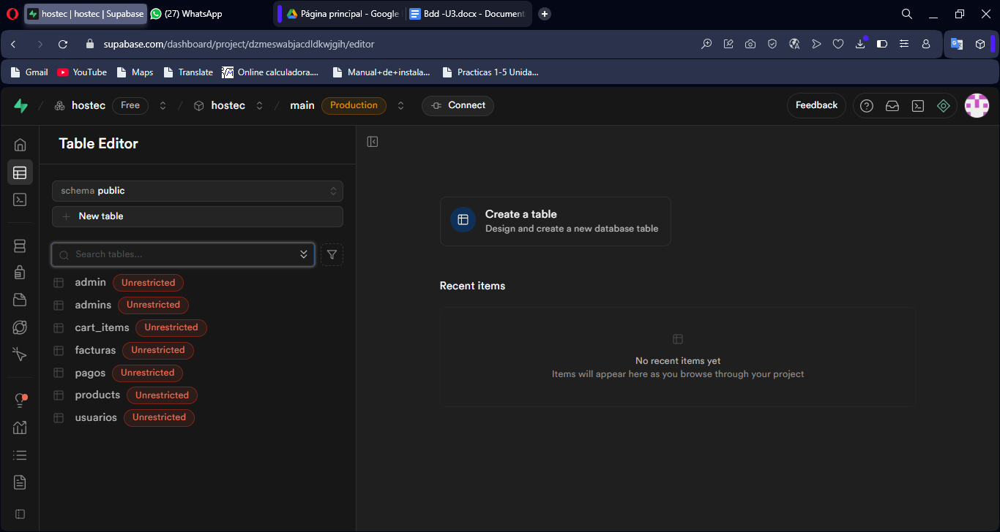 hostec | hostec | Supabase
(27) WhatsApp
Página principal - Google
Bdd -U3.docx - Document
supabase.com/dashboard/project/dzmeswabjacdldkwjgih/editor
Gmail
YouTube
Maps
Translate
Online calculadora....
Manual+de+instala...
Practicas 1-5 Unida...
hostec Free
hostec
main Production
Connect
Feedback
Table Editor
schema public
New table
Search tables...
admin Unrestricted
admins Unrestricted
cart_items Unrestricted
facturas Unrestricted
pagos Unrestricted
products Unrestricted
usuarios Unrestricted
Create a table
Design and create a new database table
Recent items
No recent items yet
Items will appear here as you browse through your project